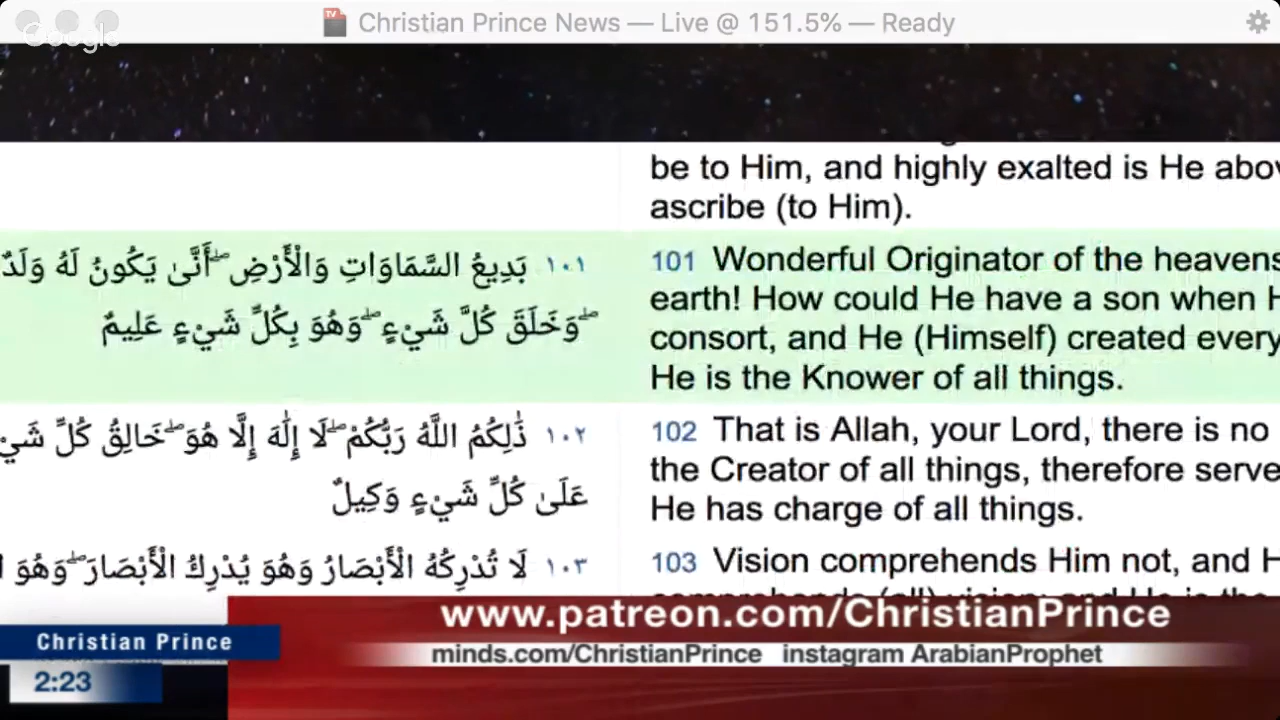 Christian Prince News — Live @ 151.5% — Ready
Google
be to Him, and highly exalted is He
ascribe (to Him).
١٠١ بَدِيعُ السَّمَاوَاتِ وَالْأَرْضِ ۖ أَنَّىٰ يَكُونُ لَهُ وَلَدٌ
ۖ وَخَلَقَ كُلَّ شَيْءٍ ۖ وَهُوَ بِكُلِّ شَيْءٍ عَلِيمٌ
101 Wonderful Originator of the heavens
earth! How could He have a son when
consort, and He (Himself) created every
He is the Knower of all things.
١٠٢ ذَٰلِكُمُ اللَّهُ رَبُّكُمْ ۖ لَا إِلَٰهَ إِلَّا هُوَ ۖ خَالِقُ كُلِّ
عَلَىٰ كُلِّ شَيْءٍ وَكِيلٌ
102 That is Allah, your Lord, there is no
the Creator of all things, therefore serve
He has charge of all things.
١٠٣ لَا تُدْرِكُهُ الْأَبْصَارُ وَهُوَ يُدْرِكُ الْأَبْصَارَ ۖ وَهُوَ
103 Vision comprehends Him not, and
www.patreon.com/ChristianPrince
Christian Prince
minds.com/ChristianPrince instagram ArabianProphet
2:23